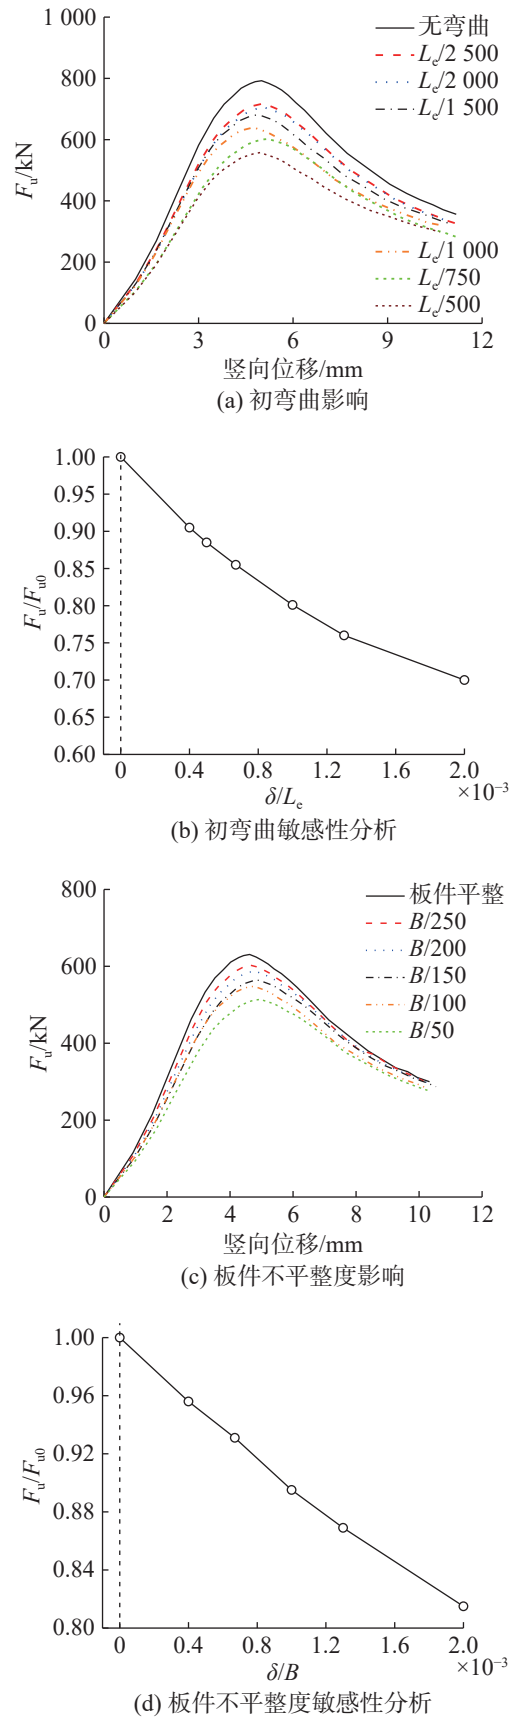 1 000
800
600
400
200
0
F_u/kN
无弯曲
L_e/2 500
L_e/2 000
L_e/1 500
L_e/1 000
L_e/750
L_e/500
0 3 6 9 12
竖向位移/mm
(a) 初弯曲影响
1.00
0.95
0.90
0.85
0.80
0.75
0.70
0.65
0.60
F_u/F_u0
0 0.4 0.8 1.2 1.6 2.0
×10⁻³
δ/L_e
(b) 初弯曲敏感性分析
800
600
400
200
0
F_u/kN
板件平整
B/250
B/200
B/150
B/100
B/50
0 2 4 6 8 10 12
竖向位移/mm
(c) 板件不平整度影响
1.00
0.96
0.92
0.88
0.84
0.80
F_u/F_u0
0 0.4 0.8 1.2 1.6 2.0
×10⁻³
δ/B
(d) 板件不平整度敏感性分析